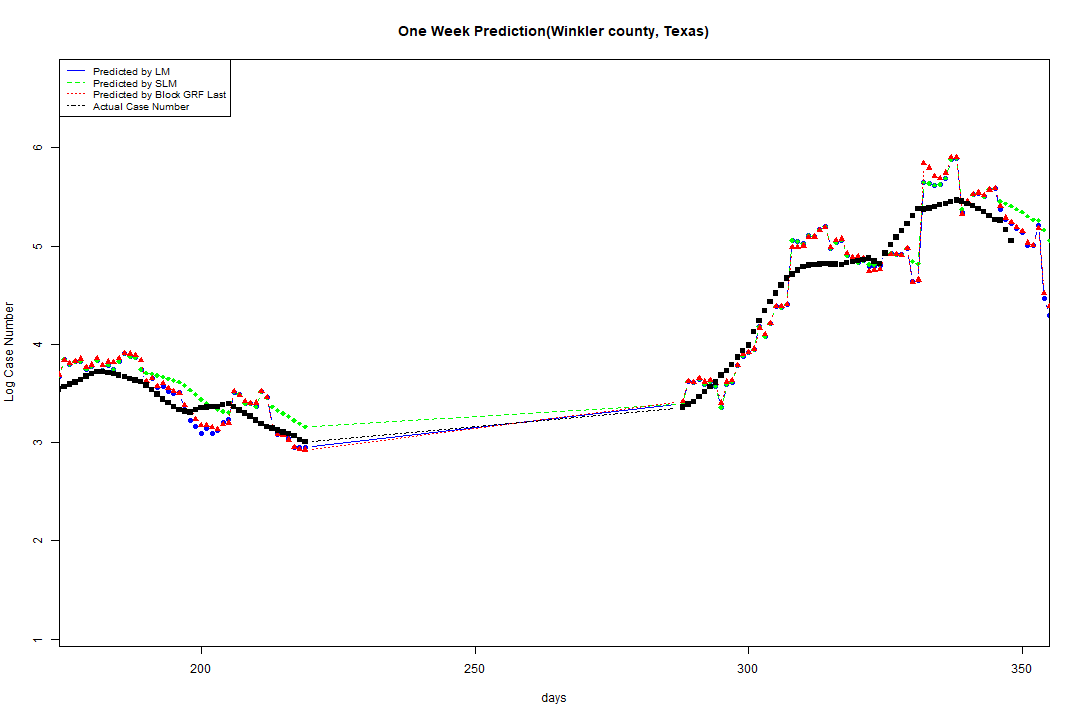 One Week Prediction(Winkler county, Texas)
Predicted by LM
Predicted by SLM
Predicted by Block GRF Last
Actual Case Number
6
5
4
3
2
1
Log Case Number
200
250
300
350
days